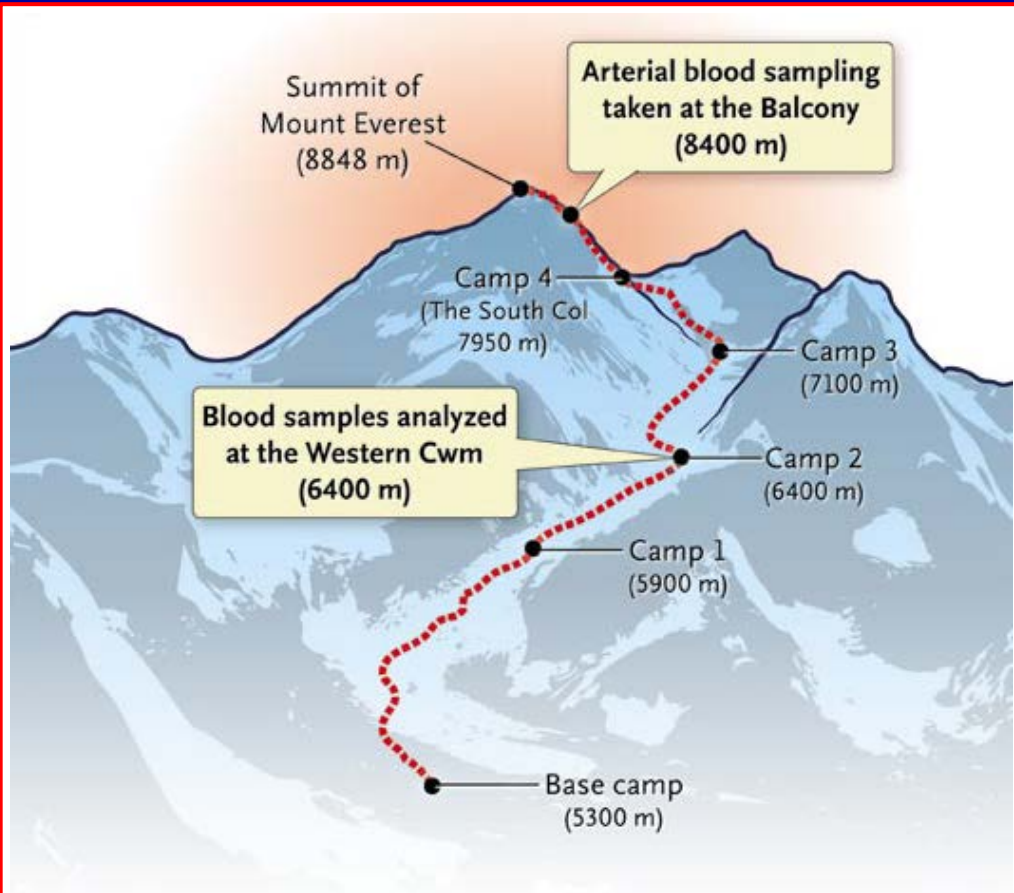 Summit of
Mount Everest
(8848 m)
Arterial blood sampling
taken at the Balcony
(8400 m)
Camp 4
(The South Col
7950 m)
Camp 3
(7100 m)
Blood samples analyzed
at the Western Cwm
(6400 m)
Camp 2
(6400 m)
Camp 1
(5900 m)
Base camp
(5300 m)